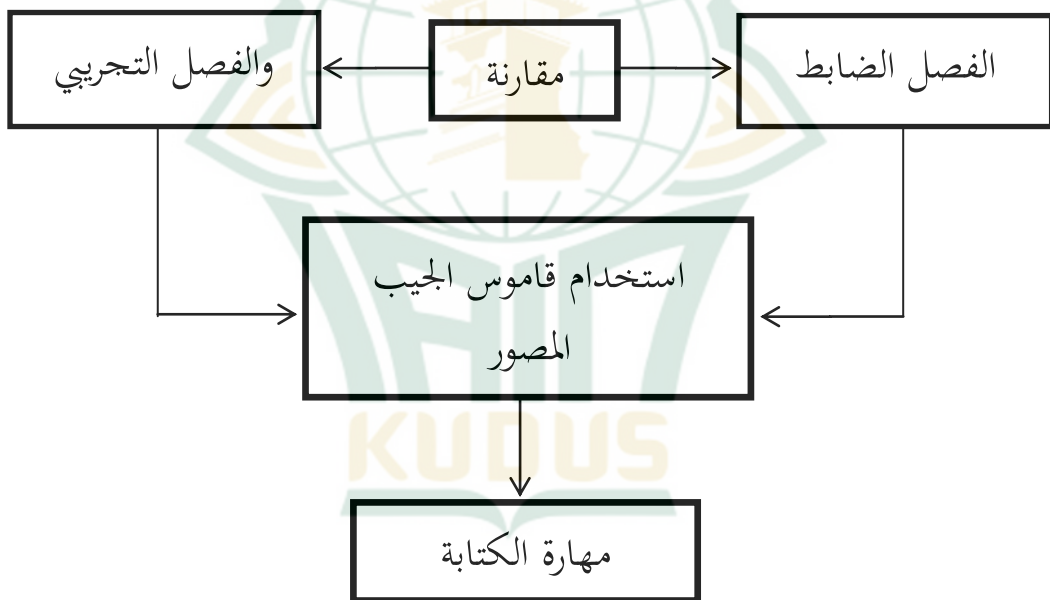 الفصل الضابط
مقارنة
والفصل التجريبي
استخدام قاموس الجيب
المصور
KUDUS
مهارة الكتابة